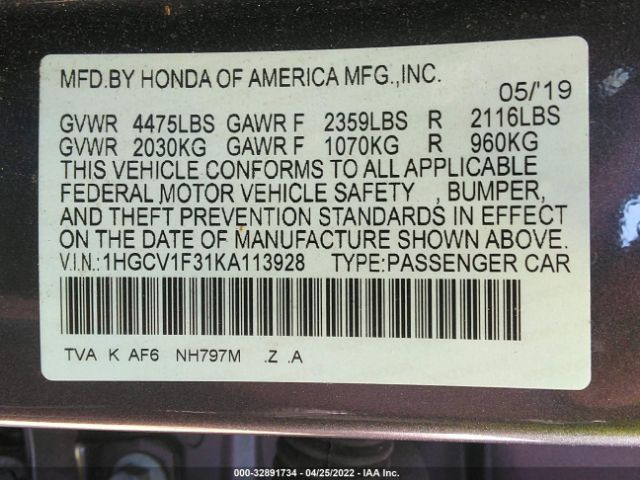 MFD.BY HONDA OF AMERICA MFG.,INC.
05/'19
GVWR 4475LBS GAWR F 2359LBS R 2116LBS
GVWR 2030KG GAWR F 1070KG R 960KG
THIS VEHICLE CONFORMS TO ALL APPLICABLE
FEDERAL MOTOR VEHICLE SAFETY , BUMPER,
AND THEFT PREVENTION STANDARDS IN EFFECT
ON THE DATE OF MANUFACTURE SHOWN ABOVE.
V.I.N.:1HGCV1F31KA113928 TYPE:PASSENGER CAR
TVA K AF6 NH797M .Z .A
000-32891734 - 04/25/2022 - IAA Inc.